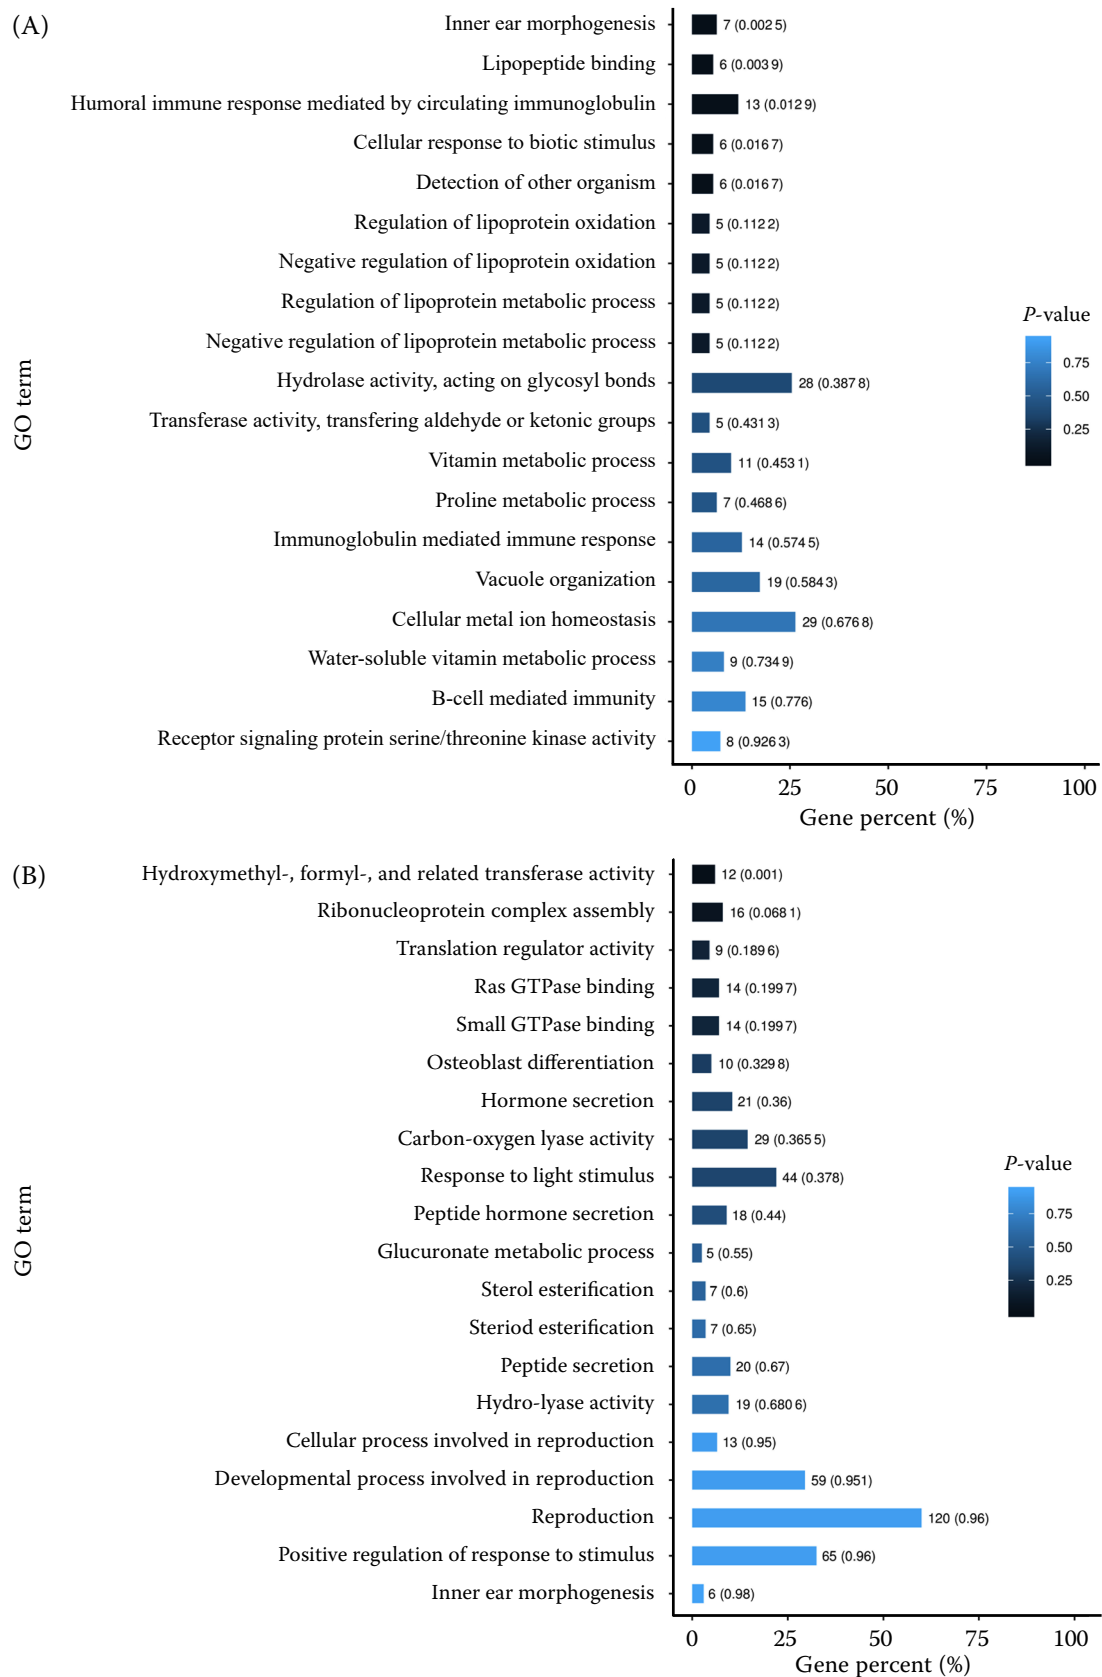 (A)
Inner ear morphogenesis 7 (0.002 5)
Lipopeptide binding 6 (0.003 9)
Humoral immune response mediated by circulating immunoglobulin 13 (0.012 9)
Cellular response to biotic stimulus 6 (0.016 7)
Detection of other organism 6 (0.016 7)
Regulation of lipoprotein oxidation 5 (0.112 2)
Negative regulation of lipoprotein oxidation 5 (0.112 2)
Regulation of lipoprotein metabolic process 5 (0.112 2)
Negative regulation of lipoprotein metabolic process 5 (0.112 2)
Hydrolase activity, acting on glycosyl bonds 28 (0.387 8)
Transferase activity, transfering aldehyde or ketonic groups 5 (0.431 3)
Vitamin metabolic process 11 (0.453 1)
Proline metabolic process 7 (0.468 6)
Immunoglobulin mediated immune response 14 (0.574 5)
Vacuole organization 19 (0.584 3)
Cellular metal ion homeostasis 29 (0.676 8)
Water-soluble vitamin metabolic process 9 (0.734 9)
B-cell mediated immunity 15 (0.776)
Receptor signaling protein serine/threonine kinase activity 8 (0.926 3)
GO term
P-value
0.75
0.50
0.25
0 25 50 75 100
Gene percent (%)
(B)
Hydroxymethyl-, formyl-, and related transferase activity 12 (0.001)
Ribonucleoprotein complex assembly 16 (0.068 1)
Translation regulator activity 9 (0.189 6)
Ras GTPase binding 14 (0.199 7)
Small GTPase binding 14 (0.199 7)
Osteoblast differentiation 10 (0.329 8)
Hormone secretion 21 (0.36)
Carbon-oxygen lyase activity 29 (0.365 5)
Response to light stimulus 44 (0.378)
Peptide hormone secretion 18 (0.44)
Glucuronate metabolic process 5 (0.55)
Sterol esterification 7 (0.6)
Steriod esterification 7 (0.65)
Peptide secretion 20 (0.67)
Hydro-lyase activity 19 (0.680 6)
Cellular process involved in reproduction 13 (0.95)
Developmental process involved in reproduction 59 (0.951)
Reproduction 120 (0.96)
Positive regulation of response to stimulus 65 (0.96)
Inner ear morphogenesis 6 (0.98)
GO term
P-value
0.75
0.50
0.25
0 25 50 75 100
Gene percent (%)